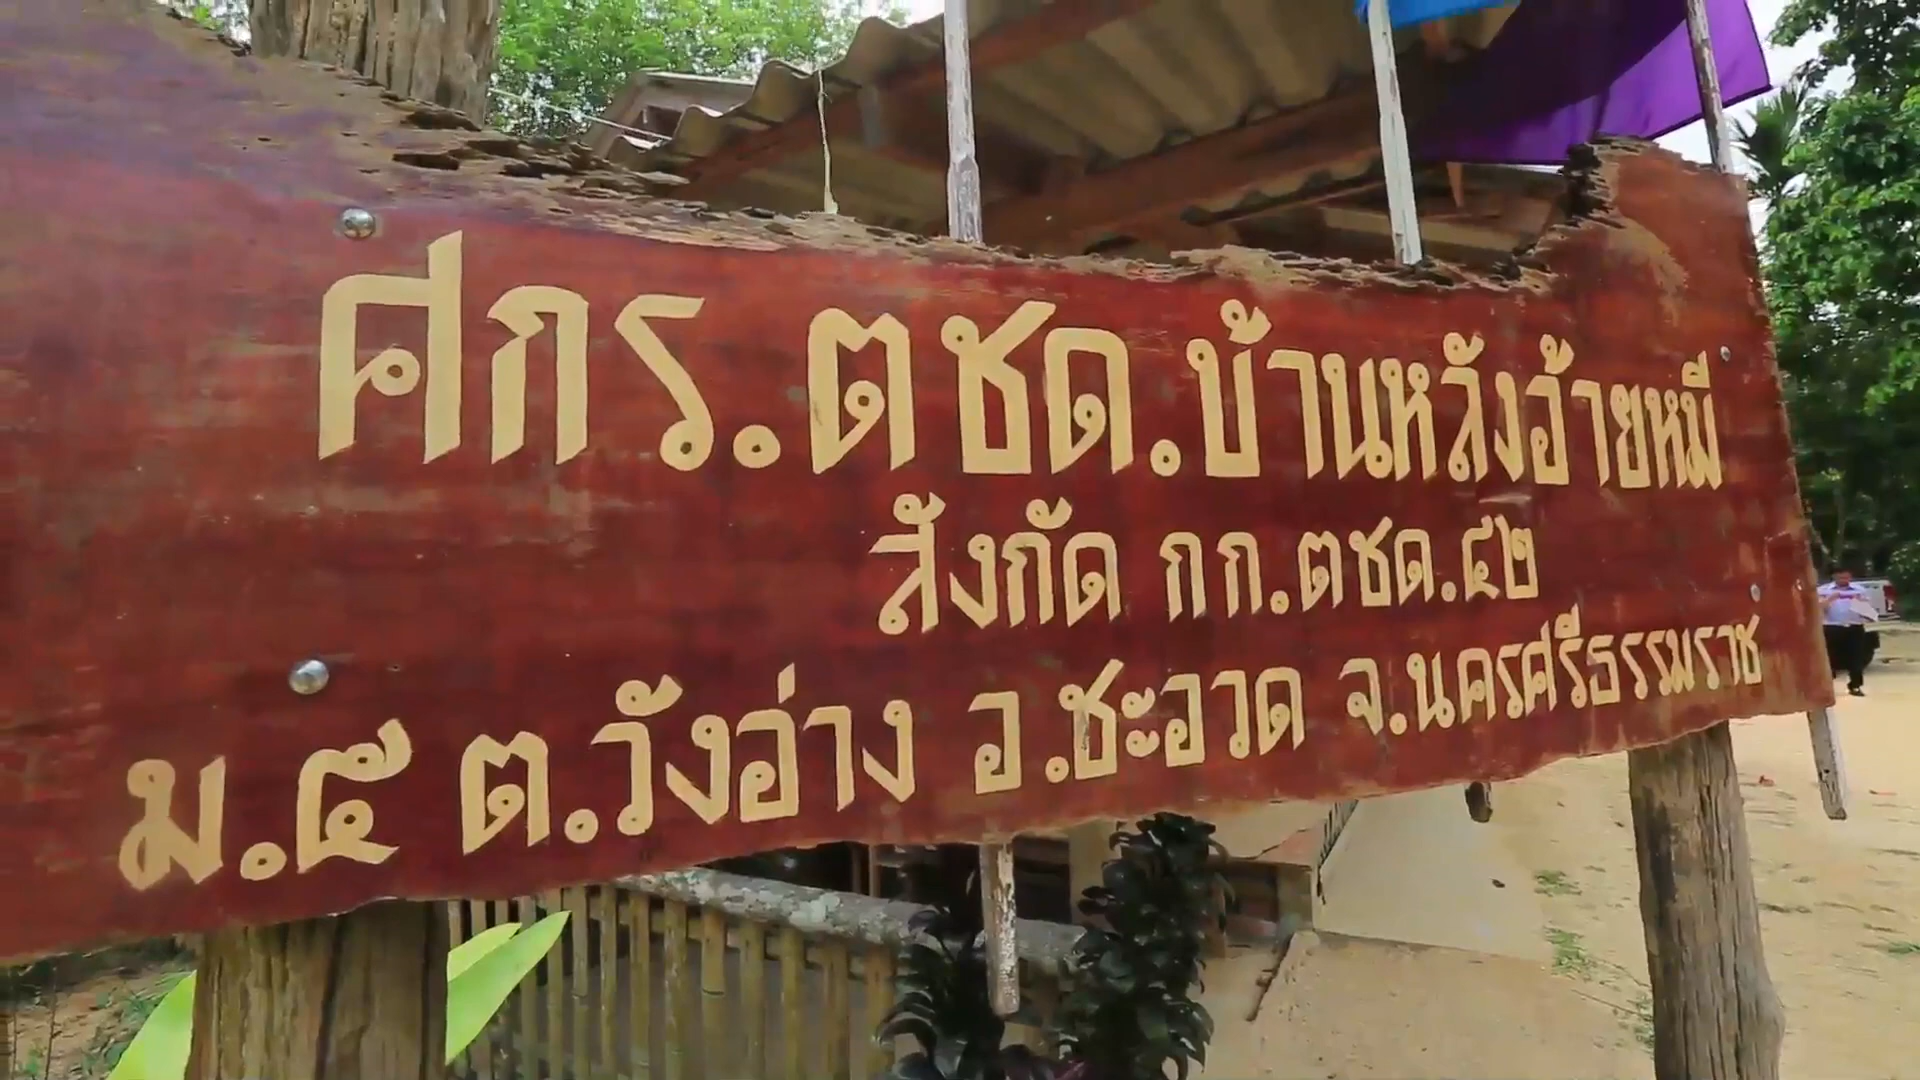 ศกร.ตชด.บ้านหลังอ้ายหมี
สังกัด กก.ตชด.๔๒
ม.๕ ต.วังอ่าง อ.ชะอวด จ.นครศรีธรรมราช